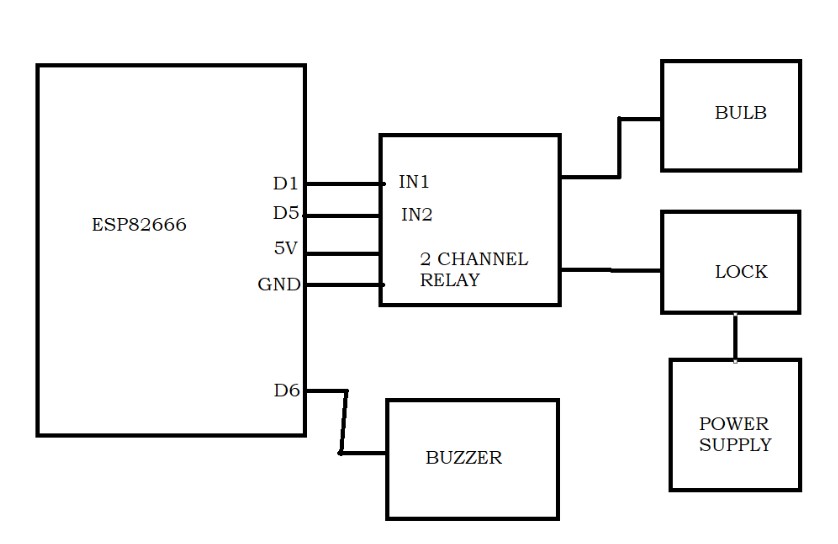 BULB
D1
IN1
D5
IN2
ESP82666
5V
2 CHANNEL
RELAY
LOCK
GND
D6
BUZZER
POWER
SUPPLY